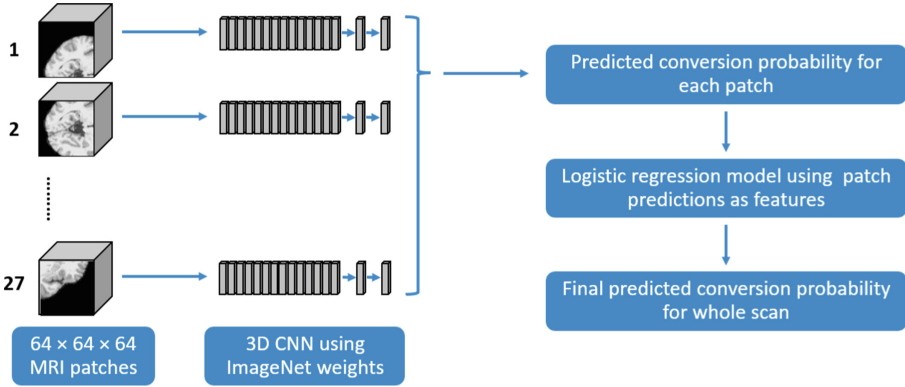 1
2
27
64 × 64 × 64
MRI patches
3D CNN using
ImageNet weights
Predicted conversion probability for
each patch
Logistic regression model using patch
predictions as features
Final predicted conversion probability
for whole scan